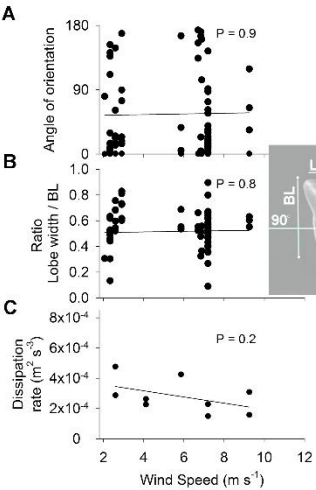 A
180
90
0
Angle of orientation
P = 0.9
B
1.0
0.8
0.6
0.4
0.2
0.0
Ratio
Lobe width / BL
P = 0.8
L
BL
90°
C
8x10⁻⁴
6x10⁻⁴
4x10⁻⁴
2x10⁻⁴
0
Dissipation
rate (m² s⁻³)
P = 0.2
2 4 6 8 10 12
Wind Speed (m s⁻¹)